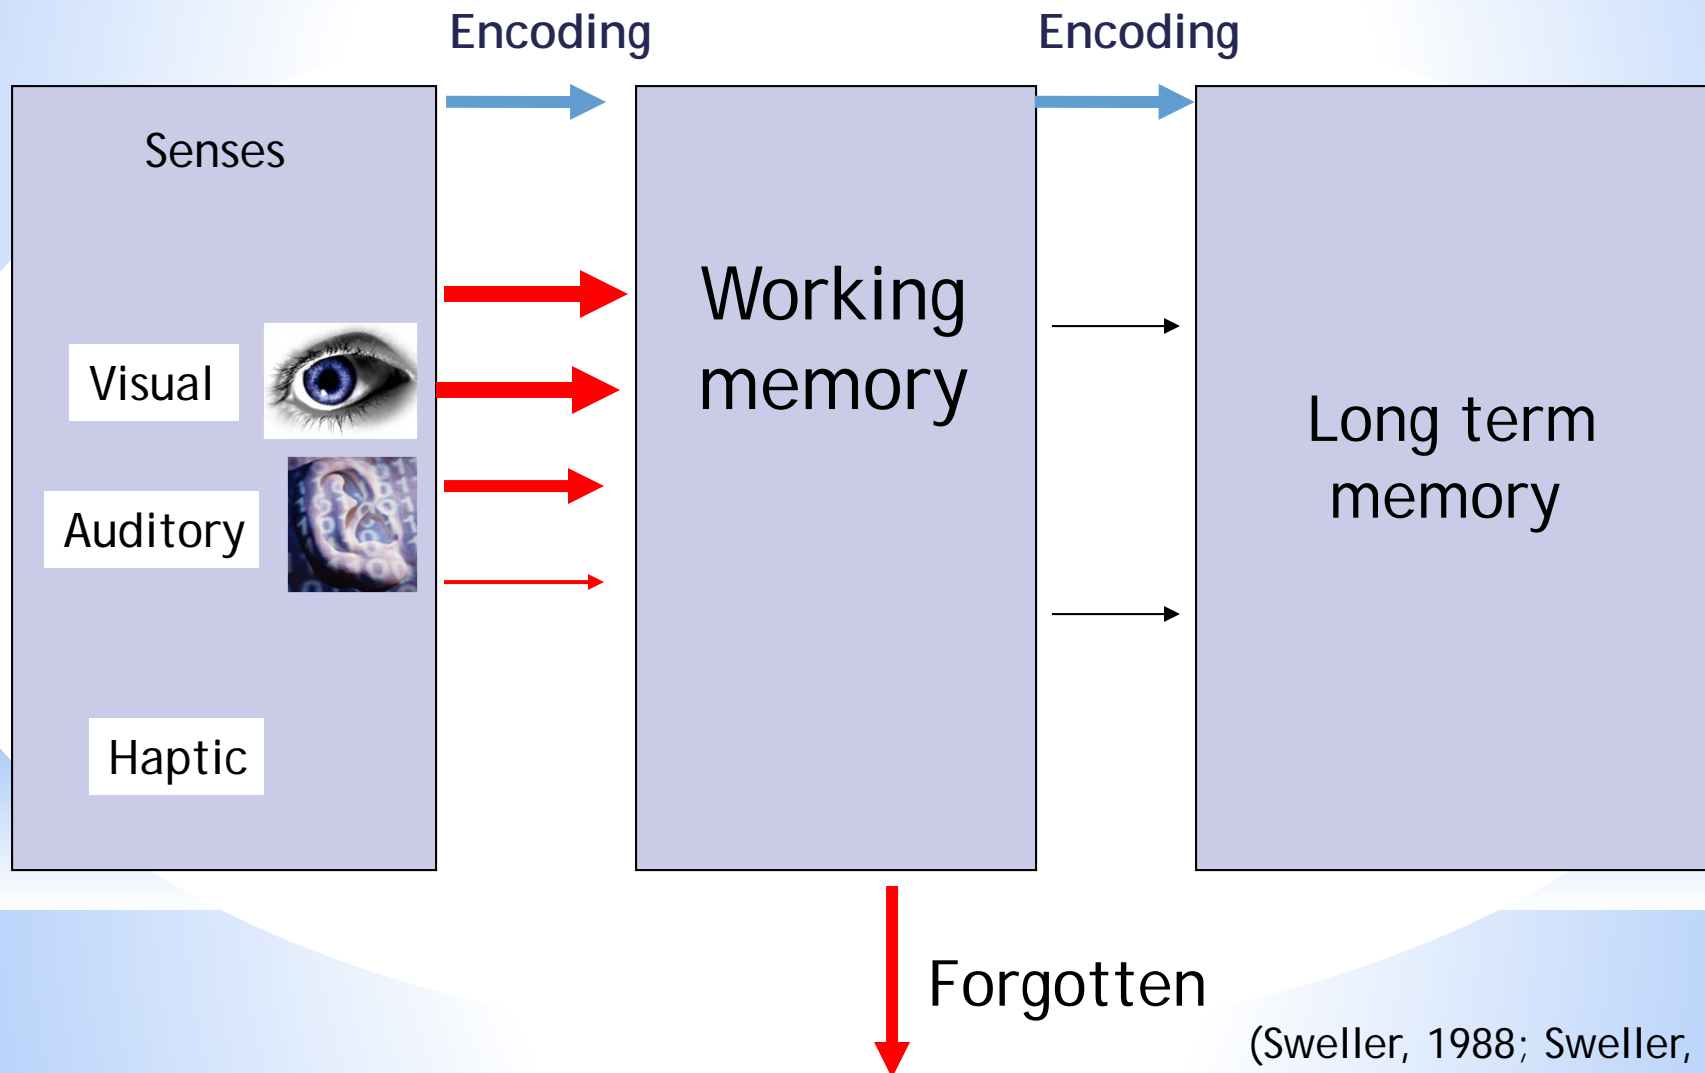 Encoding
Encoding
Senses
Visual
Auditory
Haptic
Working
memory
Long term
memory
Forgotten
(Sweller, 1988; Sweller,